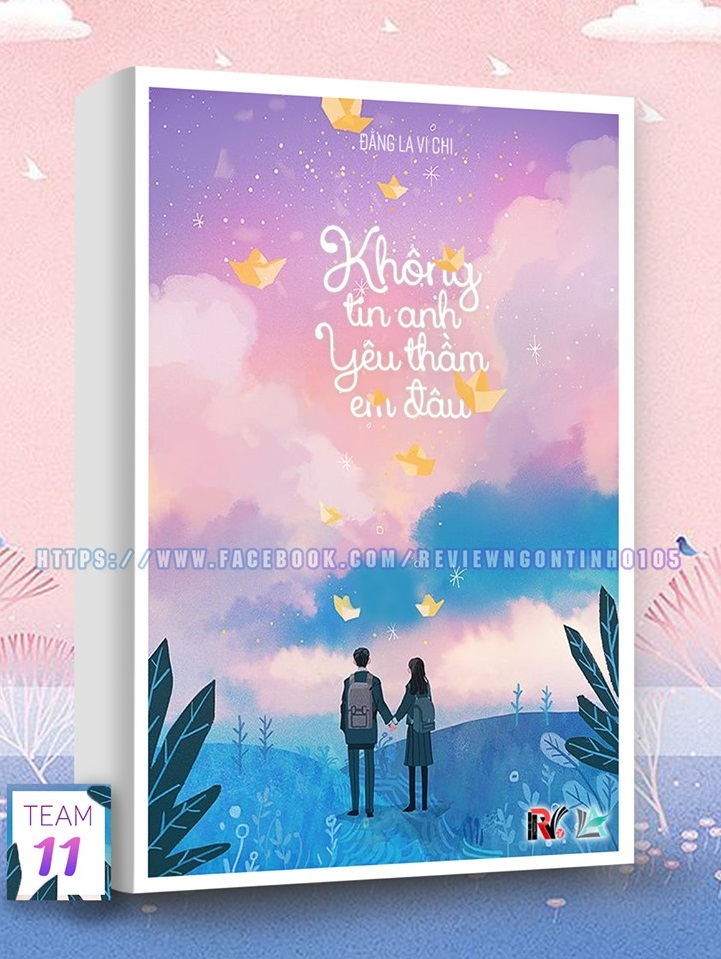 ĐẰNG LA VI CHI
Không
tin anh
Yêu thầm
em đâu
HTTPS://WWW.FACEBOOK.COM/REVIEWNGONTINH0105
TEAM
11